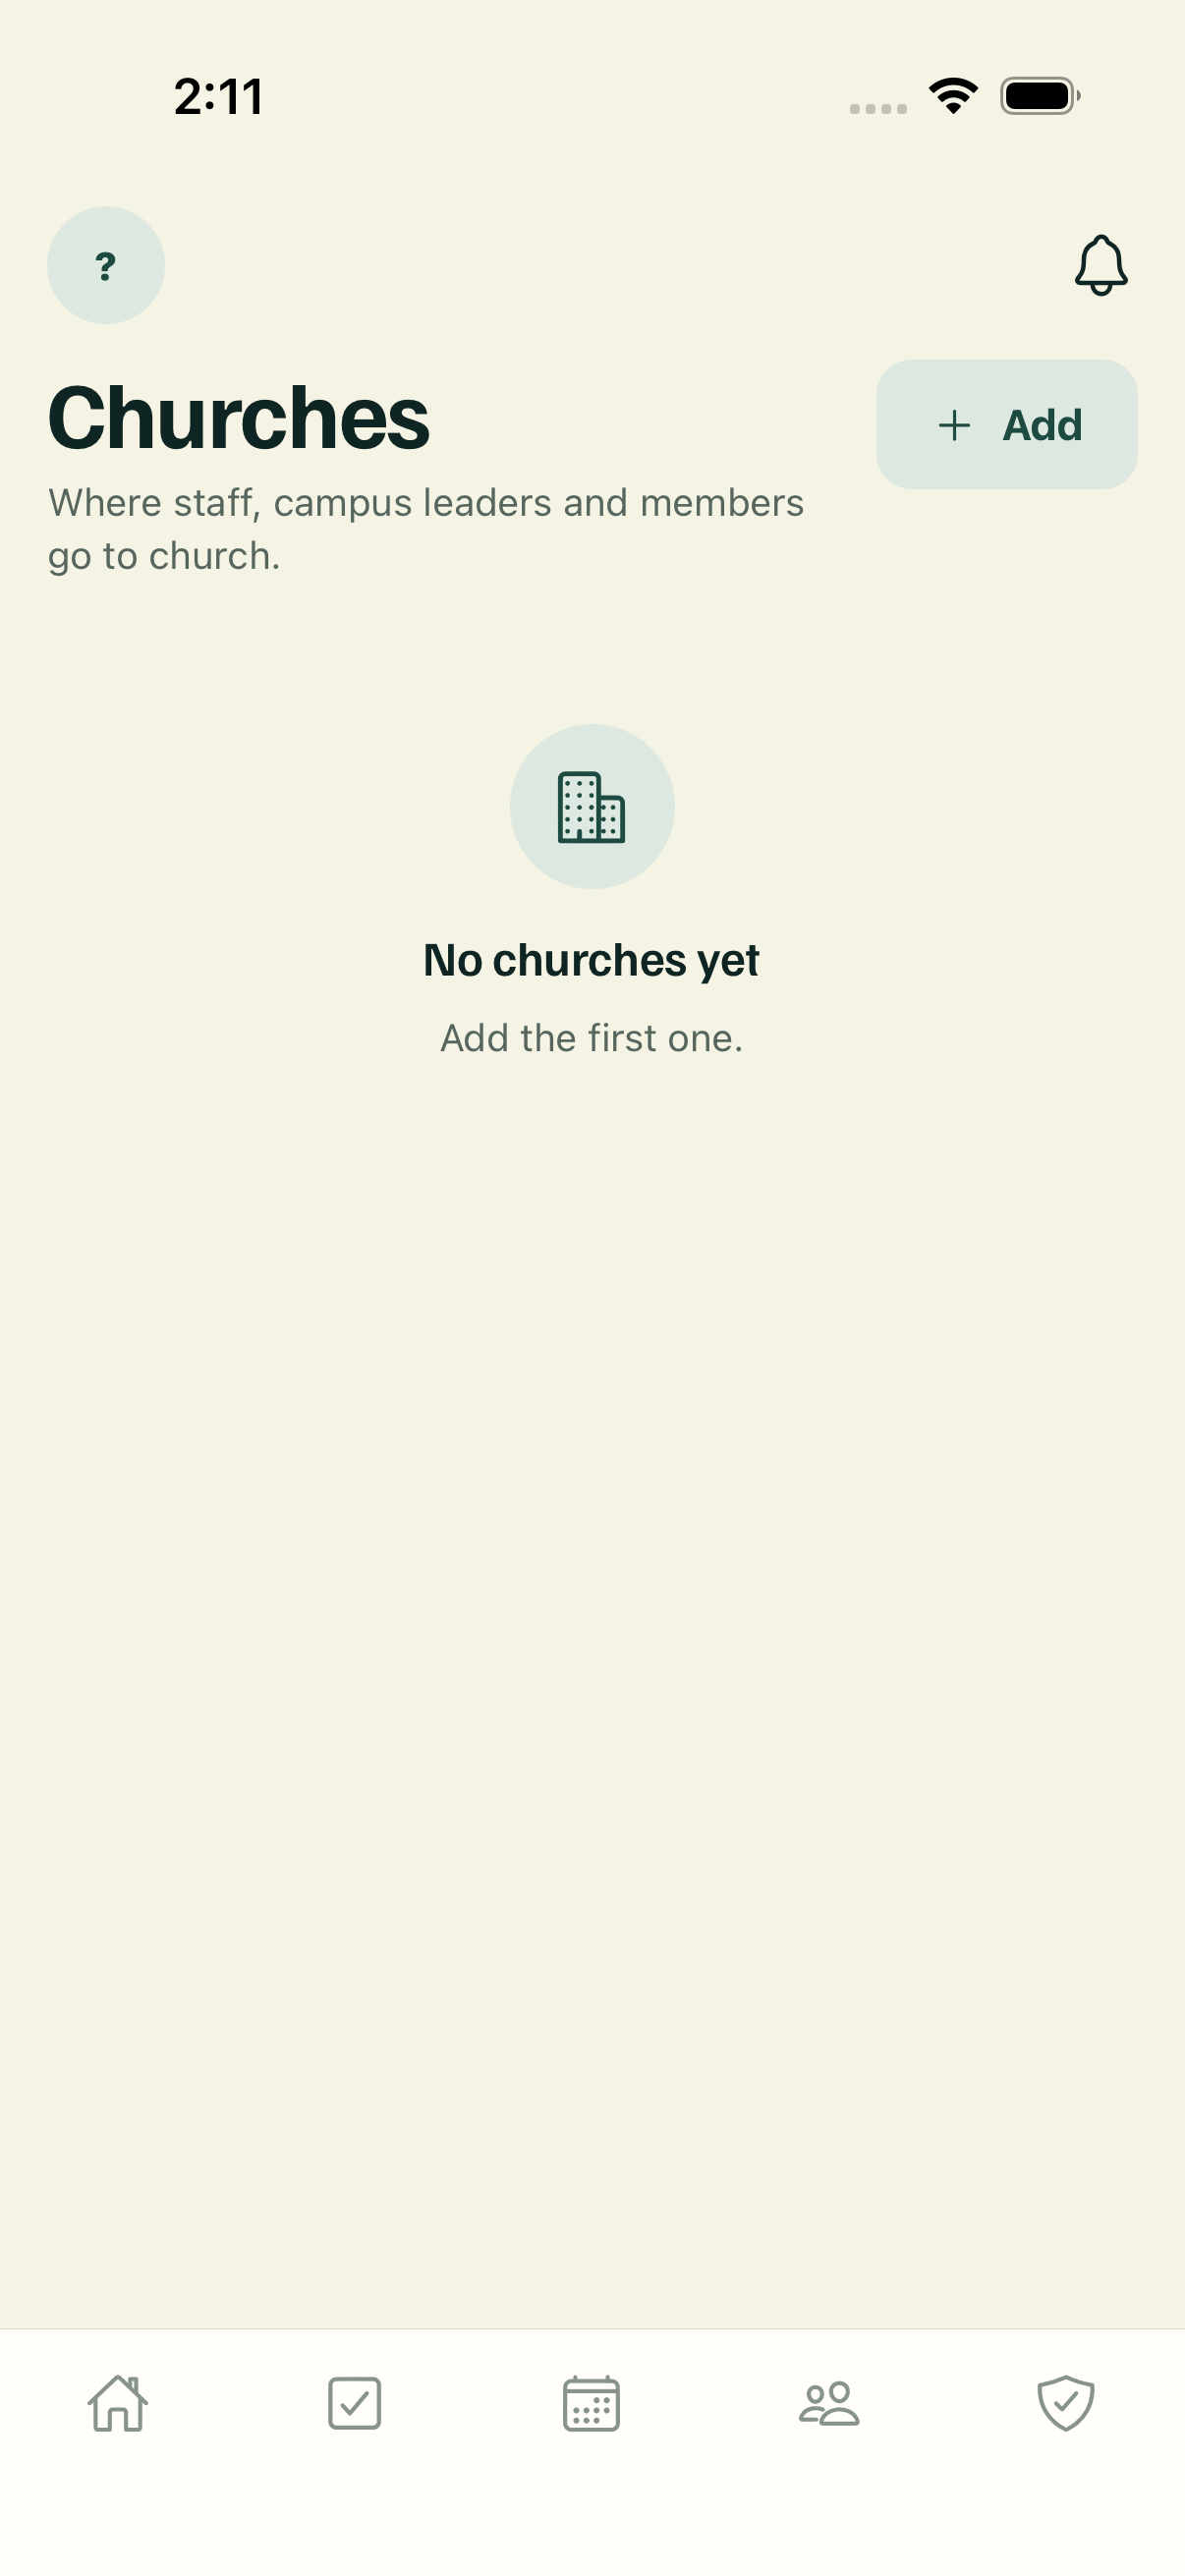 2:11
?
Churches
+ Add
Where staff, campus leaders and members
go to church.
No churches yet
Add the first one.